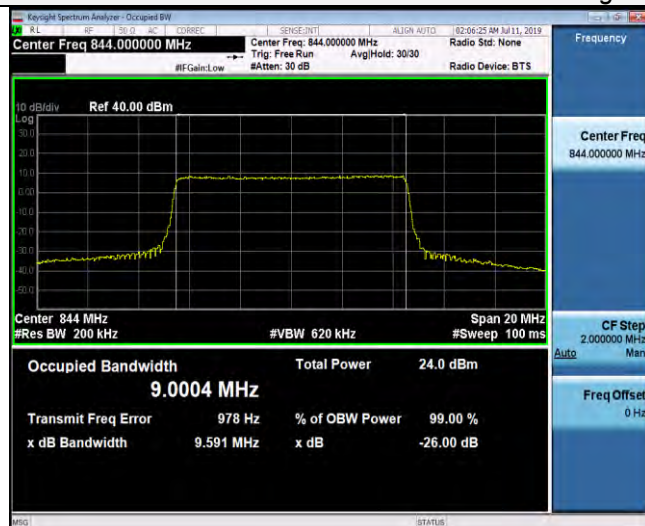 Keysight Spectrum Analyzer - Occupied BW
RL RF 50 Ω AC CORREC SENSE:INT ALIGN AUTO 02:06:25 AM Jul 11, 2019
Center Freq 844.000000 MHz
Center Freq: 844.000000 MHz
Radio Std: None
Trig: Free Run Avg|Hold: 30/30
#IFGain:Low
#Atten: 30 dB
Radio Device: BTS
10 dB/div Ref 40.00 dBm
Log
30.0
20.0
10.0
0.00
-10.0
-20.0
-30.0
-40.0
-50.0
Center 844 MHz
Span 20 MHz
#Res BW 200 kHz
#VBW 620 kHz
#Sweep 100 ms
Occupied Bandwidth
Total Power 24.0 dBm
9.0004 MHz
Transmit Freq Error 978 Hz
% of OBW Power 99.00 %
x dB Bandwidth 9.591 MHz
x dB -26.00 dB
MSG
STATUS
Frequency
Center Freq
844.000000 MHz
CF Step
2.000000 MHz
Auto Man
Freq Offset
0 Hz